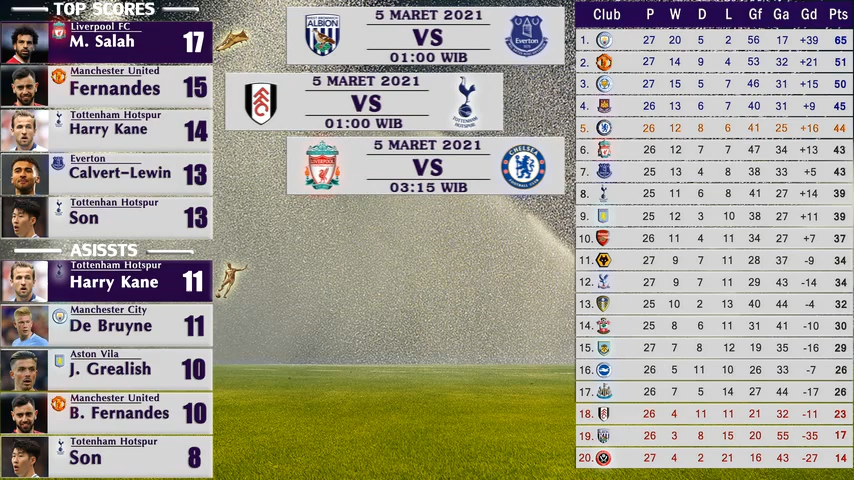 TOP SCORES
Liverpool FC
M. Salah 17
Manchester United
Fernandes 15
Tottenham Hotspur
Harry Kane 14
Everton
Calvert-Lewin 13
Tottenhan Hotspur
Son 13
ASISSTS
Tottenham Hotspur
Harry Kane 11
Manchester City
De Bruyne 11
Aston Vila
J. Grealish 10
Manchester United
B. Fernandes 10
Totenham Hotspur
Son 8
5 MARET 2021
ALBION
VS
Everton
01:00 WIB
5 MARET 2021
VS
TOTTENHAM
HOTSPUR
01:00 WIB
5 MARET 2021
LIVERPOOL
VS
CHELSEA
FOOTBALL CLUB
03:15 WIB
Club P W D L Gf Ga Gd Pts
1. 27 20 5 2 56 17 +39 65
2. 27 14 9 4 53 32 +21 51
3. 27 15 5 7 46 31 +15 50
4. 26 13 6 7 40 31 +9 45
5. 26 12 8 6 41 25 +16 44
6. 26 12 7 7 47 34 +13 43
7. 25 13 4 8 38 33 +5 43
8. 25 11 6 8 41 27 +14 39
9. 25 12 3 10 38 27 +11 39
10. 26 11 4 11 34 27 +7 37
11. 27 9 7 11 28 37 -9 34
12. 27 9 7 11 29 43 -14 34
13. 25 10 2 13 40 44 -4 32
14. 25 8 6 11 31 41 -10 30
15. 27 7 8 12 19 35 -16 29
16. 26 5 11 10 26 33 -7 26
17. 26 7 5 14 27 44 -17 26
18. 26 4 11 11 21 32 -11 23
19. 26 3 8 15 20 55 -35 17
20. 27 4 2 21 16 43 -27 14